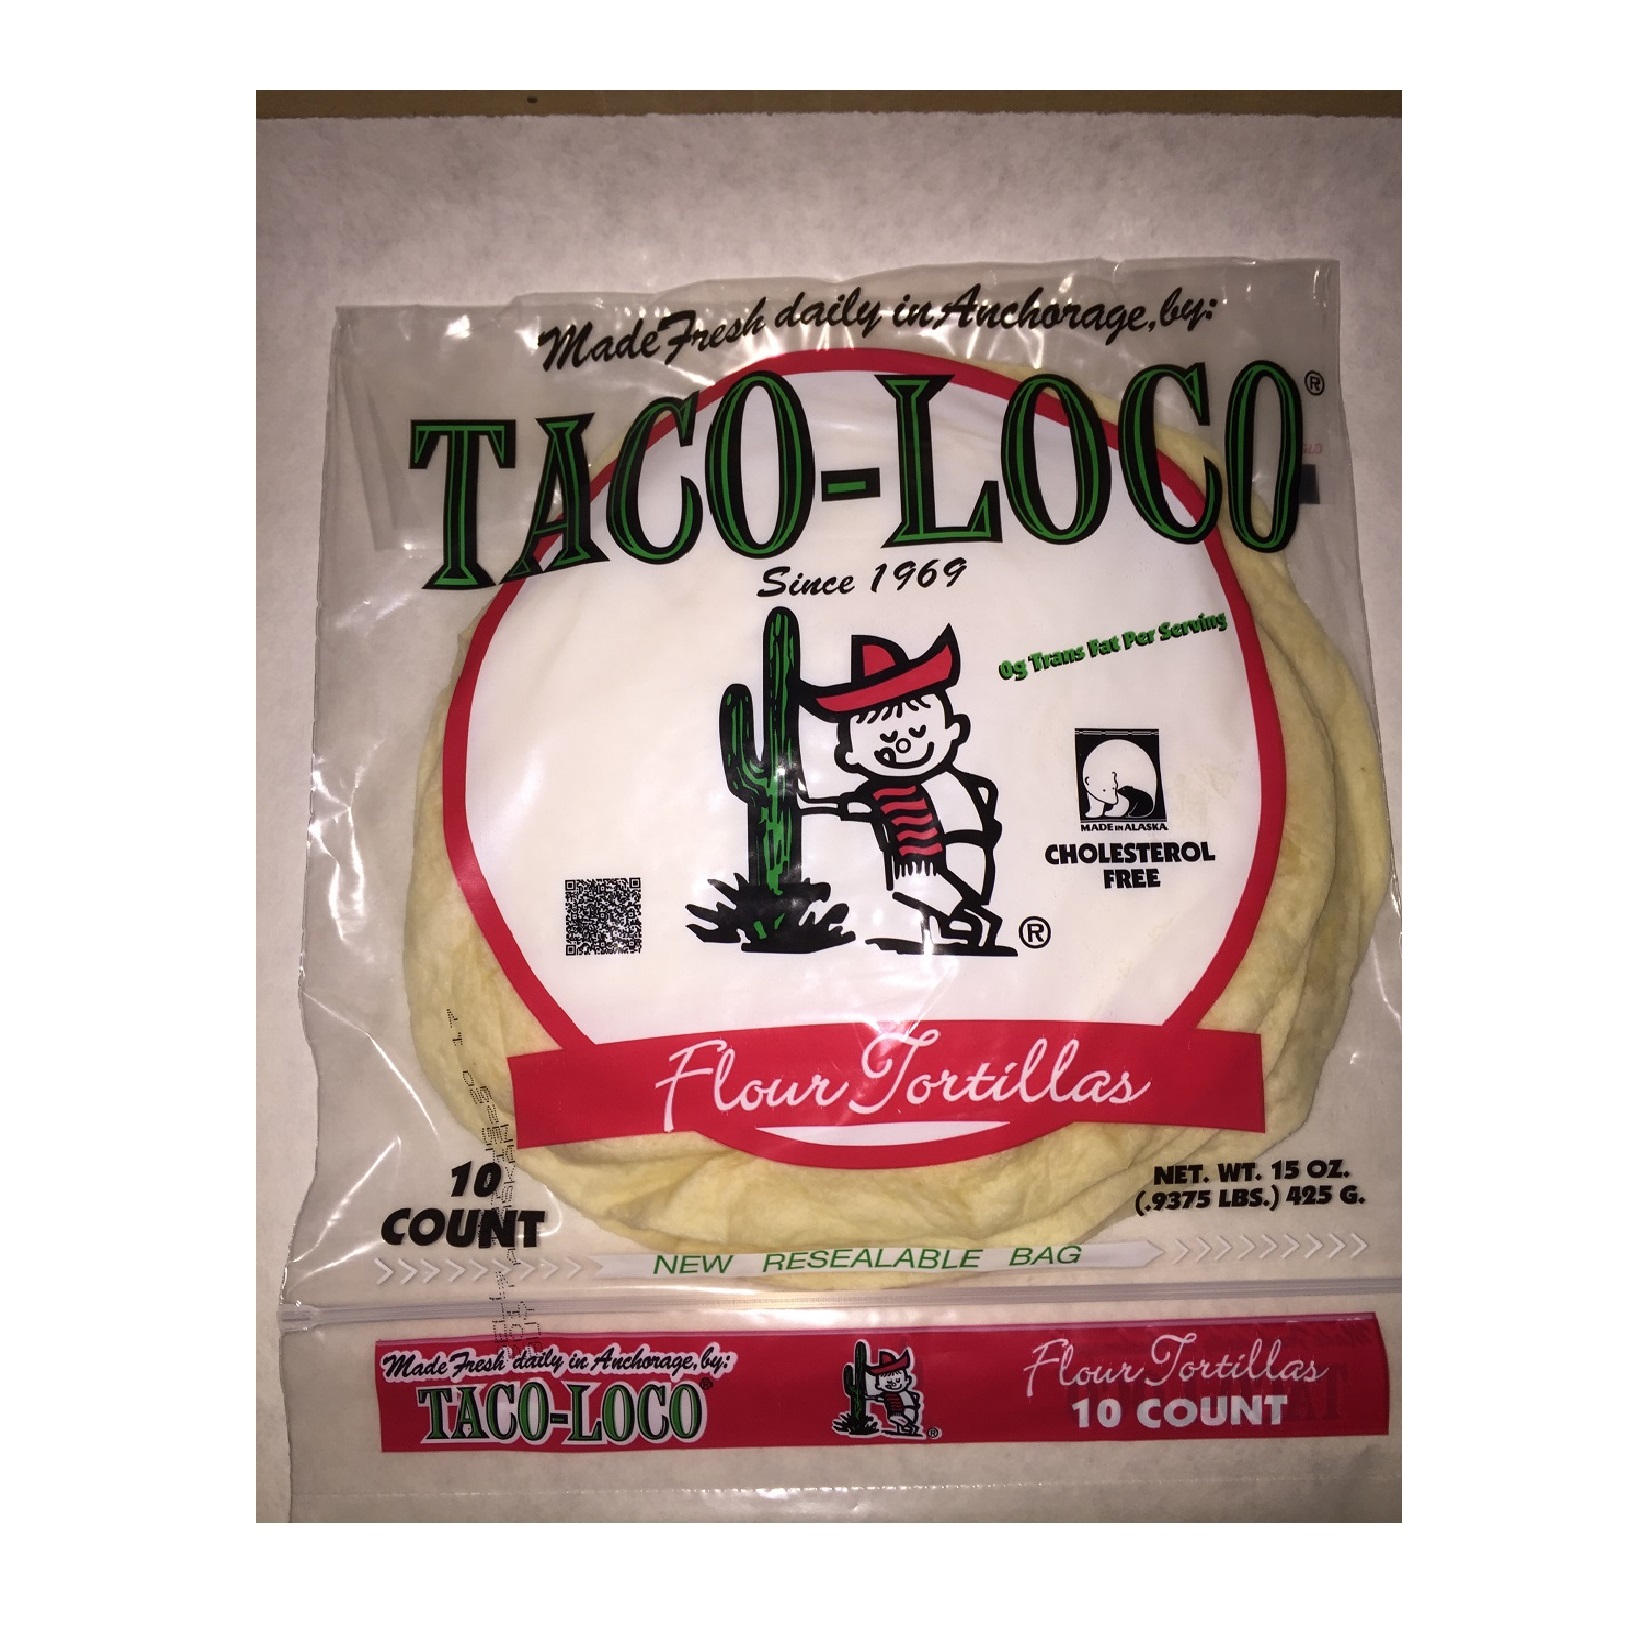 Made Fresh daily in Anchorage, by:
TACO-LOCO®
Since 1969
0g Trans Fat Per Serving
MADE IN ALASKA
CHOLESTEROL
FREE
®
Flour Tortillas
10
COUNT
NET. WT. 15 OZ.
(.9375 LBS.) 425 G.
NEW RESEALABLE BAG
Made Fresh daily in Anchorage, by:
TACO-LOCO®
®
Flour Tortillas
10 COUNT